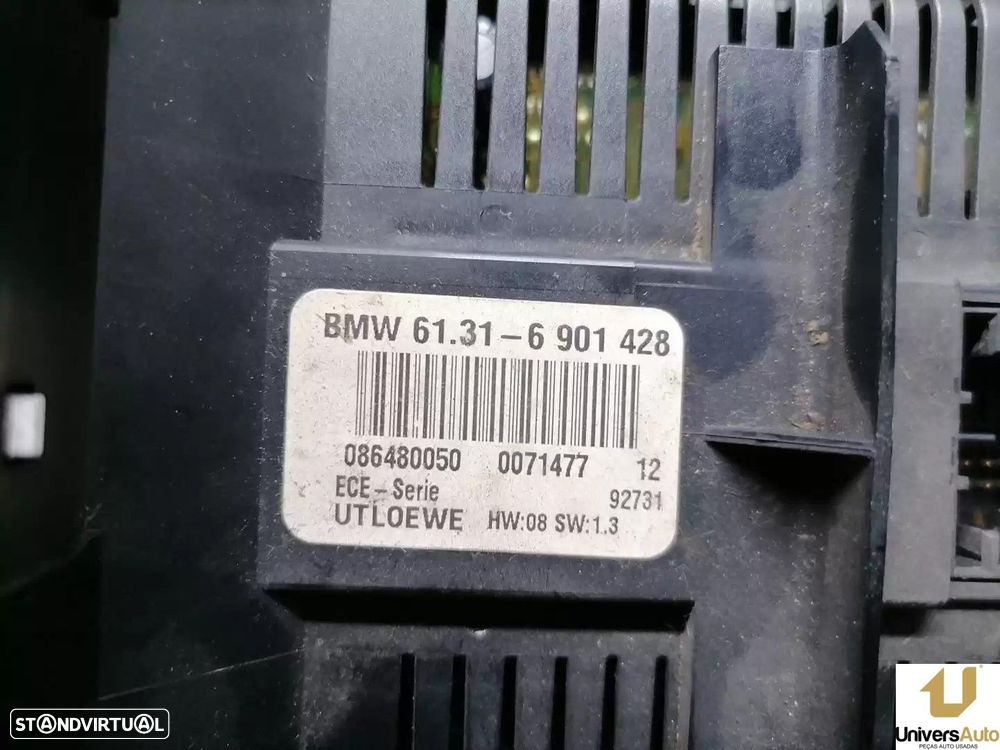 BMW 61.31-6 901 428
086480050 0071477 12
ECE-Serie 92731
UTLOEWE HW:08 SW:1.3
STANDVIRTUAL
UniversAuto
PEÇAS AUTO USADAS